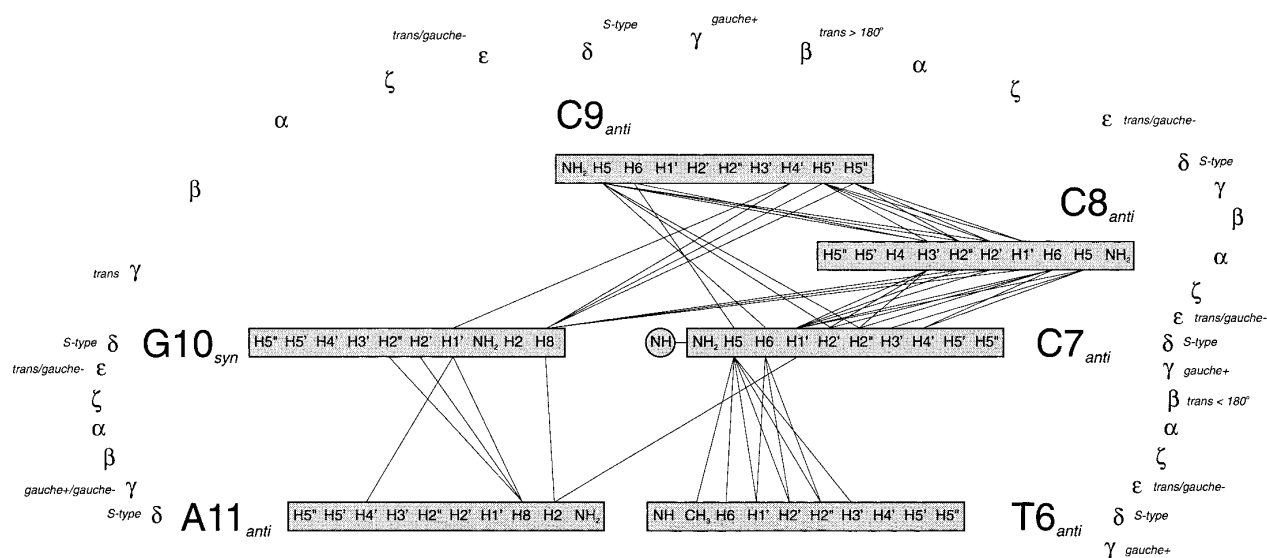 S-type γ gauche+
trans/gauche- ε δ β trans > 180°
ζ α ζ
α C9anti ε trans/gauche-
NH2 H5 H6 H1' H2' H2" H3' H4' H5' H5"
δ S-type
β γ
C8anti β
H5" H5' H4 H3' H2" H2' H1' H6 H5 NH2
α
trans γ
ζ
ε trans/gauche-
S-type δ G10syn H5" H5' H4' H3' H2" H2' H1' NH2 H2 H8 NH NH2 H5 H6 H1' H2' H2" H3' H4' H5' H5" C7anti δ S-type
trans/gauche- ε γ gauche+
ζ β trans < 180°
α α
β ζ
gauche+/gauche- γ ε trans/gauche-
S-type δ A11anti H5" H5' H4' H3' H2" H2' H1' H8 H2 NH2 NH CH3 H6 H1' H2' H2" H3' H4' H5' H5" T6anti δ S-type
γ gauche+